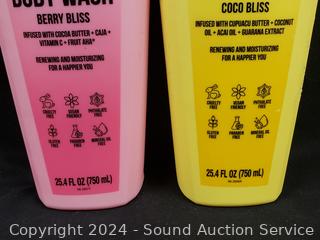 BODY WASH
BERRY BLISS
INFUSED WITH COCOA BUTTER + CAJA +
VITAMIN C + FRUIT AHA*
RENEWING AND MOISTURIZING
FOR A HAPPIER YOU
CRUELTY
FREE
VEGAN
FRIENDLY
PHTHALATE
FREE
GLUTEN
FREE
PARABEN
FREE
MINERAL OIL
FREE
25.4 FL OZ (750 mL)
COCO BLISS
INFUSED WITH CUPUACU BUTTER + COCONUT
OIL + ACAI OIL + GUARANA EXTRACT
RENEWING AND MOISTURIZING
FOR A HAPPIER YOU
CRUELTY
FREE
VEGAN
FRIENDLY
PHTHALATE
FREE
GLUTEN
FREE
PARABEN
FREE
MINERAL OIL
FREE
25.4 FL OZ (750 mL)
Copyright © 2024 - Sound Auction Service